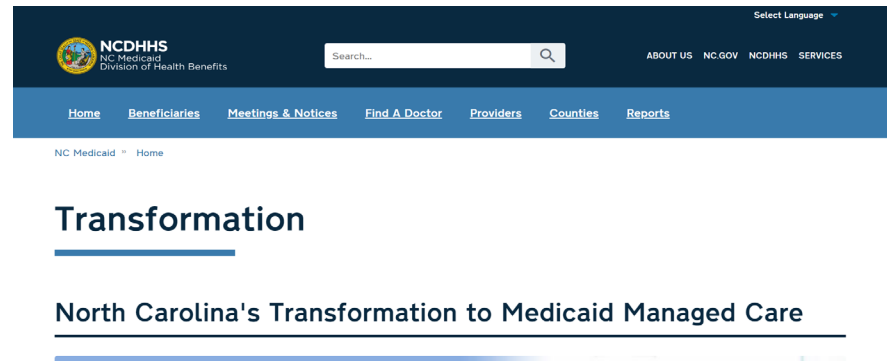 Select Language
NCDHHS
NC Medicaid
Division of Health Benefits
Search...
ABOUT US NC.GOV NCDHHS SERVICES
Home Beneficiaries Meetings & Notices Find A Doctor Providers Counties Reports
NC Medicaid » Home
Transformation
North Carolina's Transformation to Medicaid Managed Care